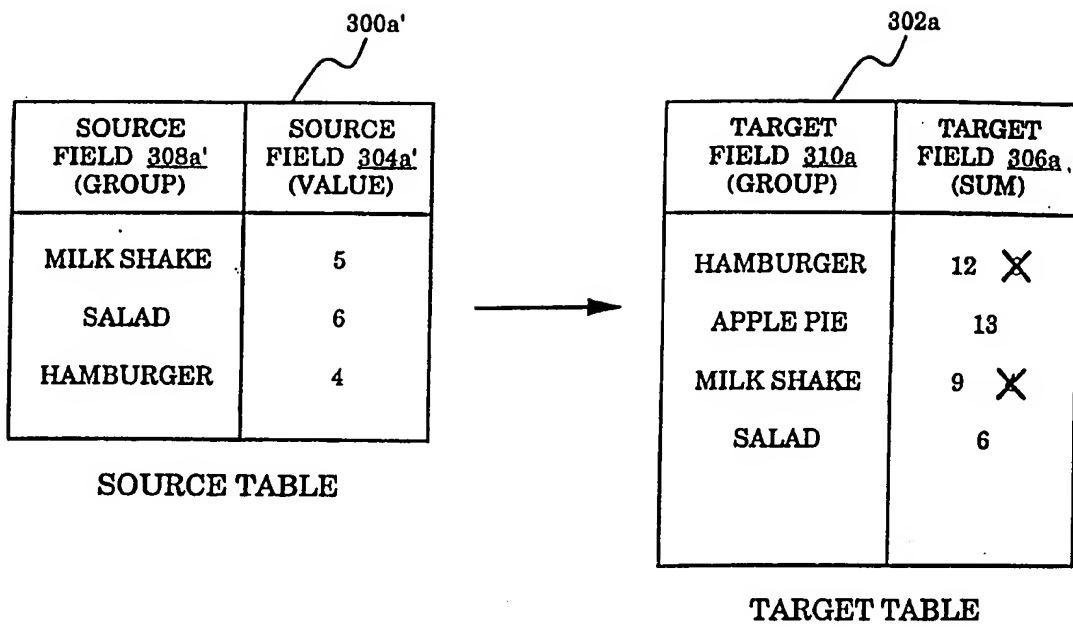 300a'
302a
SOURCE FIELD 308a' (GROUP)
SOURCE FIELD 304a' (VALUE)
MILK SHAKE 5
SALAD 6
HAMBURGER 4
SOURCE TABLE
TARGET FIELD 310a (GROUP)
TARGET FIELD 306a (SUM)
HAMBURGER 12
APPLE PIE 13
MILK SHAKE 9
SALAD 6
TARGET TABLE